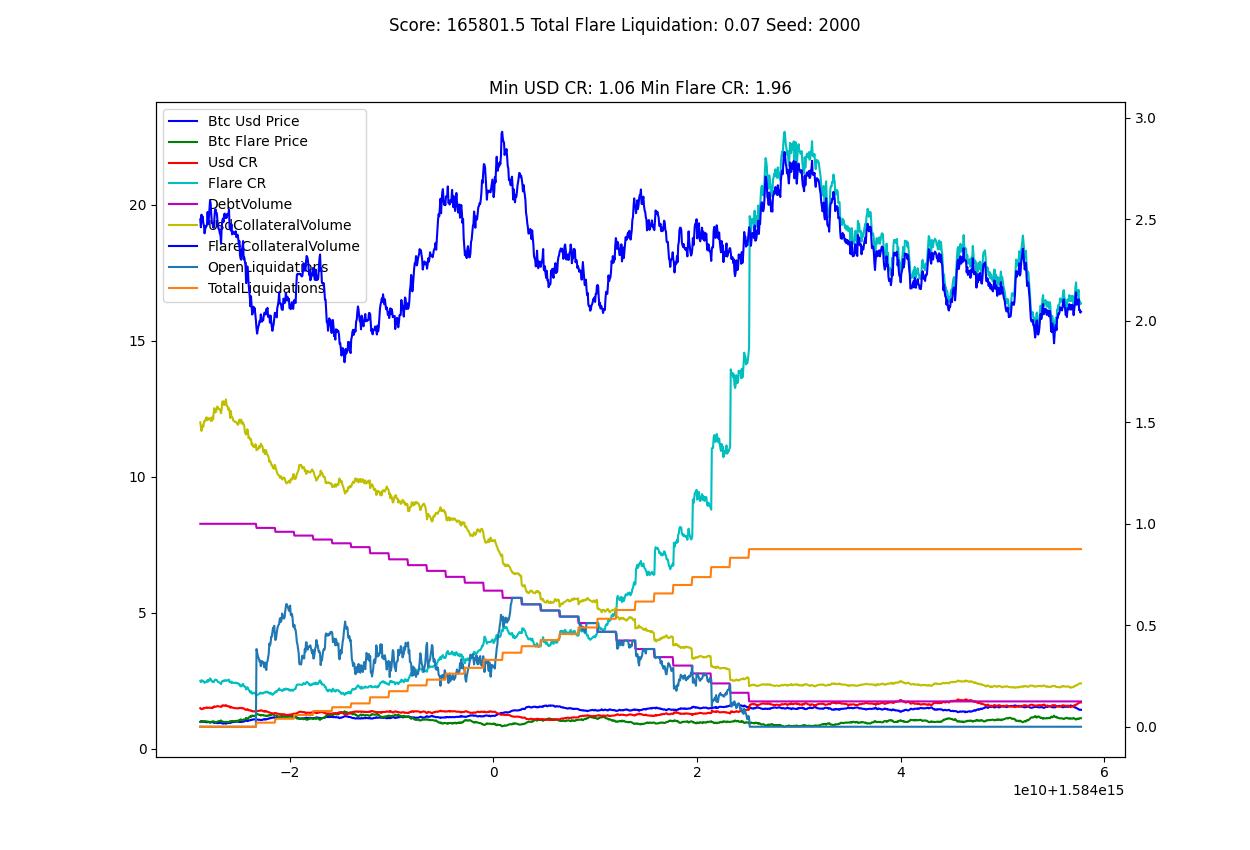 Score: 165801.5 Total Flare Liquidation: 0.07 Seed: 2000
Min USD CR: 1.06 Min Flare CR: 1.96
Btc Usd Price
Btc Flare Price
Usd CR
Flare CR
DebtVolume
UsdCollateralVolume
FlareCollateralVolume
OpenLiquidations
TotalLiquidations
20
15
10
5
0
3.0
2.5
2.0
1.5
1.0
0.5
0.0
−2
0
2
4
6
1e10+1.584e15